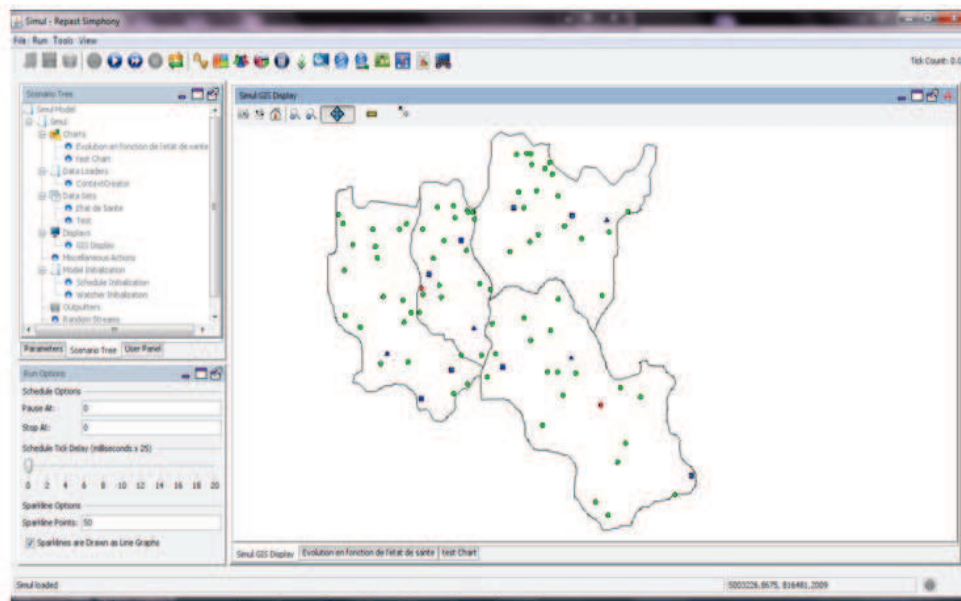 Simul - Repast Simphony
File Run Tools View
Tick Count: 0.0
Scenario Tree
Simul Model
Simul
Charts
Evolution en fonction de l'etat de sante
test Chart
Data Loaders
ContextCreator
Data Sets
Etat de Sante
Test
Displays
GIS Display
Miscellaneous Actions
Model Initialization
Schedule Initialization
Watcher Initialization
Outputters
Random Streams
Parameters Scenario Tree User Panel
Run Options
Schedule Options
Pause At: 0
Stop At: 0
Schedule Tick Delay (milliseconds x 25)
0 2 4 6 8 10 12 14 16 18 20
Sparkline Options
Sparkline Points: 50
Sparklines are Drawn as Line Graphs
Simul GIS Display
Simul GIS Display Evolution en fonction de l'etat de sante test Chart
Simul loaded
5003226.8675, 816481.2009